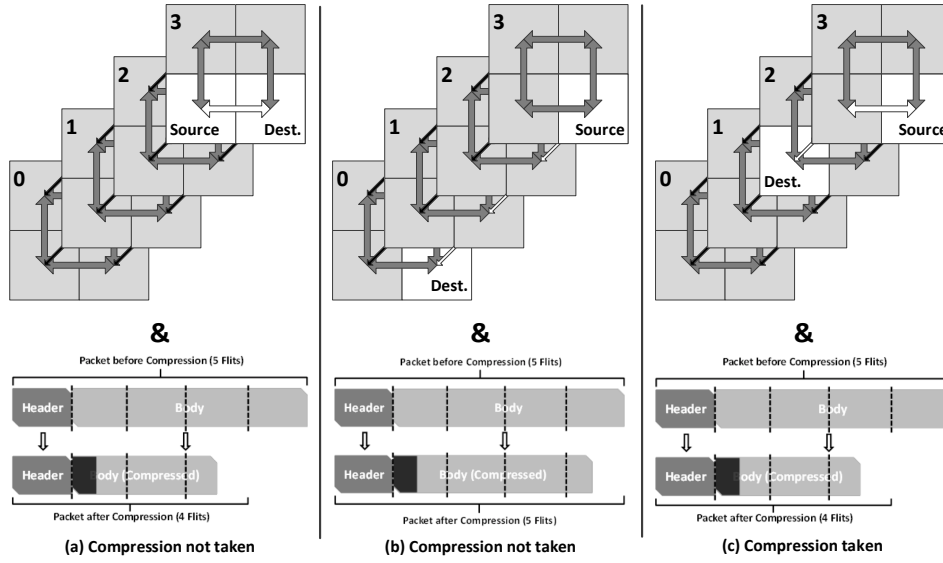 3
2
1
0
Source Dest.
&
Packet before Compression (5 Flits)
Header Body
Header Body (Compressed)
Packet after Compression (4 Flits)
(a) Compression not taken
3
2
1
0
Source
Dest.
&
Packet before Compression (5 Flits)
Header Body
Header Body (Compressed)
Packet after Compression (5 Flits)
(b) Compression not taken
3
2
1
0
Source
Dest.
&
Packet before Compression (5 Flits)
Header Body
Header Body (Compressed)
Packet after Compression (4 Flits)
(c) Compression taken